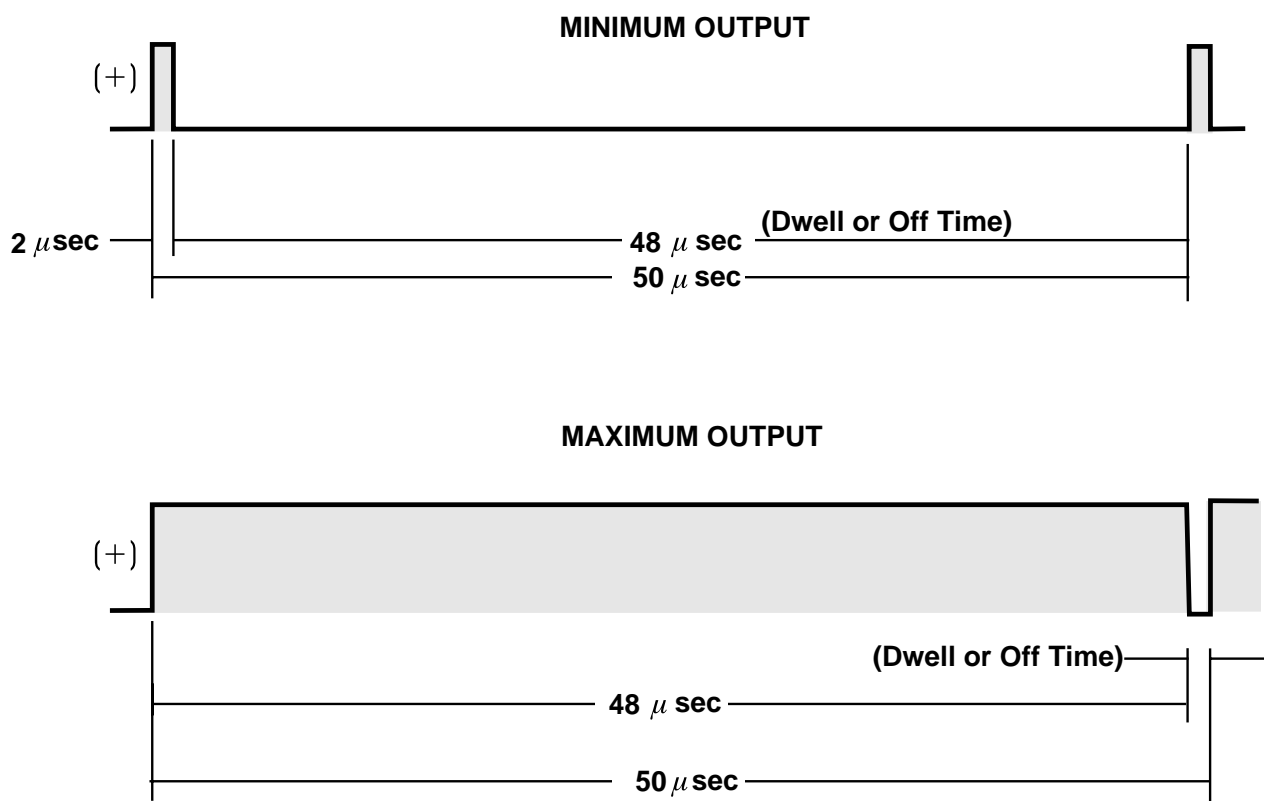 MINIMUM OUTPUT
(+)
(Dwell or Off Time)
2 μsec
48 μ sec
50 μ sec
MAXIMUM OUTPUT
(+)
(Dwell or Off Time)
48 μ sec
50 μsec